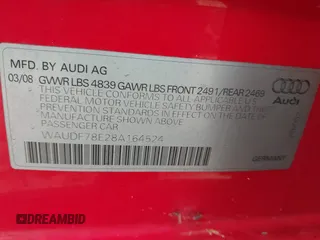 MFD. BY AUDI AG
03/08 GVWR LBS 4839 GAWR LBS FRONT 2491/REAR 2469
THIS VEHICLE CONFORMS TO ALL APPLICABLE
FEDERAL MOTOR VEHICLE SAFETY, BUMPER AND THEFT
PREVENTION STANDARDS IN EFFECT ON THE
DATE OF MANUFACTURE SHOWN ABOVE
PASSENGER CAR
Audi
WAUDF78E28A164524
GERMANY
DREAMBID